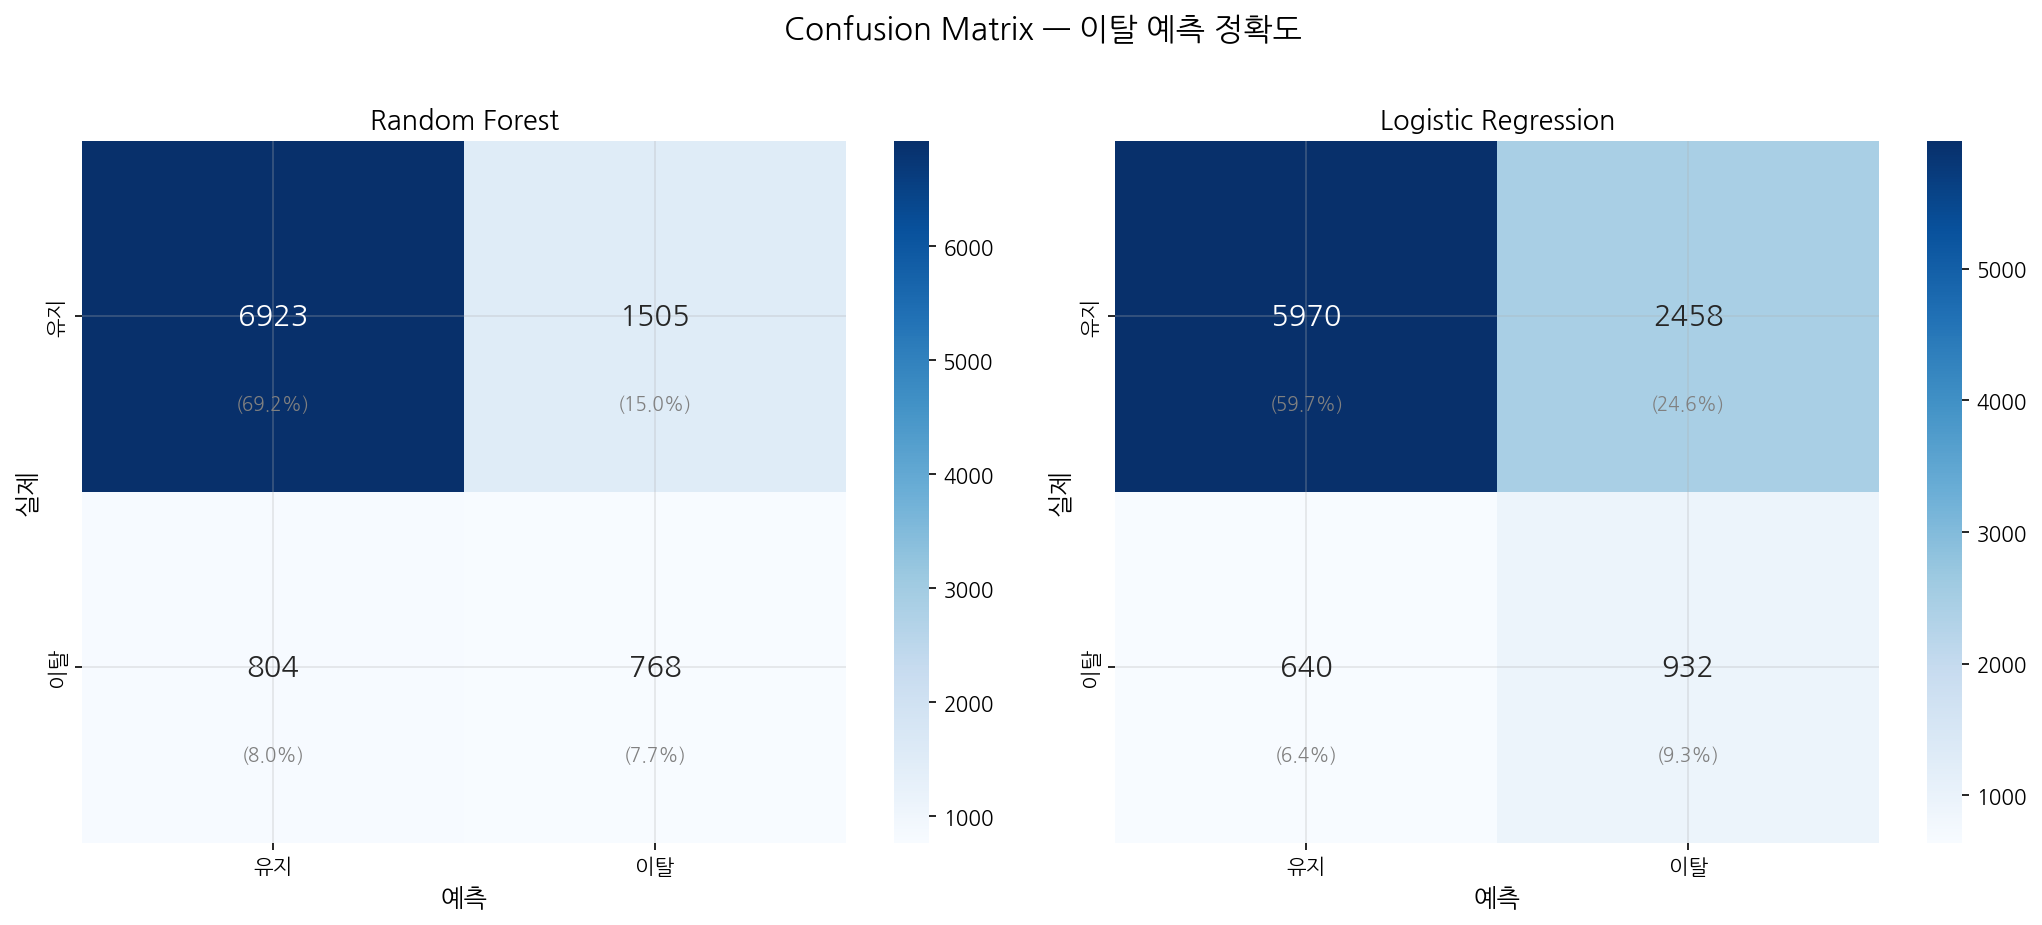 Confusion Matrix — 이탈 예측 정확도
Random Forest
6923
1505
(69.2%)
(15.0%)
804
768
(8.0%)
(7.7%)
유지
이탈
실제
유지
이탈
예측
6000
5000
4000
3000
2000
1000
Logistic Regression
5970
2458
(59.7%)
(24.6%)
640
932
(6.4%)
(9.3%)
유지
이탈
실제
유지
이탈
예측
5000
4000
3000
2000
1000